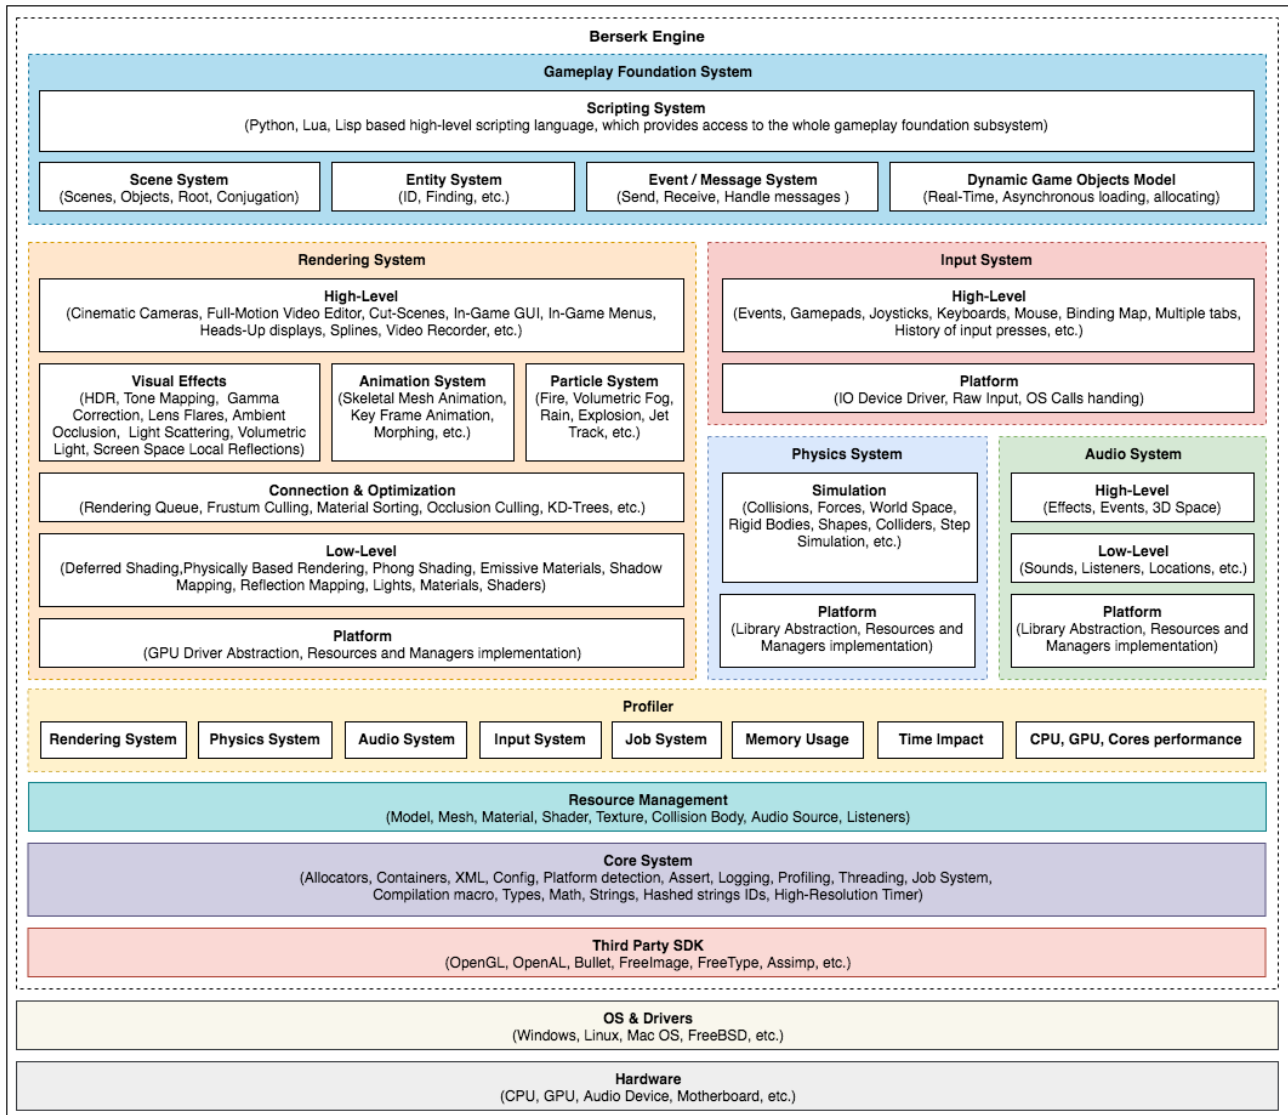 Berserk Engine
Gameplay Foundation System
Scripting System
(Python, Lua, Lisp based high-level scripting language, which provides access to the whole gameplay foundation subsystem)
Scene System
(Scenes, Objects, Root, Conjugation)
Entity System
(ID, Finding, etc.)
Event / Message System
(Send, Receive, Handle messages )
Dynamic Game Objects Model
(Real-Time, Asynchronous loading, allocating)
Rendering System
High-Level
(Cinematic Cameras, Full-Motion Video Editor, Cut-Scenes, In-Game GUI, In-Game Menus,
Heads-Up displays, Splines, Video Recorder, etc.)
Visual Effects
(HDR, Tone Mapping, Gamma
Correction, Lens Flares, Ambient
Occlusion, Light Scattering, Volumetric
Light, Screen Space Local Reflections)
Animation System
(Skeletal Mesh Animation,
Key Frame Animation,
Morphing, etc.)
Particle System
(Fire, Volumetric Fog,
Rain, Explosion, Jet
Track, etc.)
Connection & Optimization
(Rendering Queue, Frustum Culling, Material Sorting, Occlusion Culling, KD-Trees, etc.)
Low-Level
(Deferred Shading,Physically Based Rendering, Phong Shading, Emissive Materials, Shadow
Mapping, Reflection Mapping, Lights, Materials, Shaders)
Platform
(GPU Driver Abstraction, Resources and Managers implementation)
Input System
High-Level
(Events, Gamepads, Joysticks, Keyboards, Mouse, Binding Map, Multiple tabs,
History of input presses, etc.)
Platform
(IO Device Driver, Raw Input, OS Calls handing)
Physics System
Simulation
(Collisions, Forces, World Space,
Rigid Bodies, Shapes, Colliders, Step
Simulation, etc.)
Platform
(Library Abstraction, Resources and
Managers implementation)
Audio System
High-Level
(Effects, Events, 3D Space)
Low-Level
(Sounds, Listeners, Locations, etc.)
Platform
(Library Abstraction, Resources and
Managers implementation)
Profiler
Rendering System
Physics System
Audio System
Input System
Job System
Memory Usage
Time Impact
CPU, GPU, Cores performance
Resource Management
(Model, Mesh, Material, Shader, Texture, Collision Body, Audio Source, Listeners)
Core System
(Allocators, Containers, XML, Config, Platform detection, Assert, Logging, Profiling, Threading, Job System,
Compilation macro, Types, Math, Strings, Hashed strings IDs, High-Resolution Timer)
Third Party SDK
(OpenGL, OpenAL, Bullet, FreeImage, FreeType, Assimp, etc.)
OS & Drivers
(Windows, Linux, Mac OS, FreeBSD, etc.)
Hardware
(CPU, GPU, Audio Device, Motherboard, etc.)